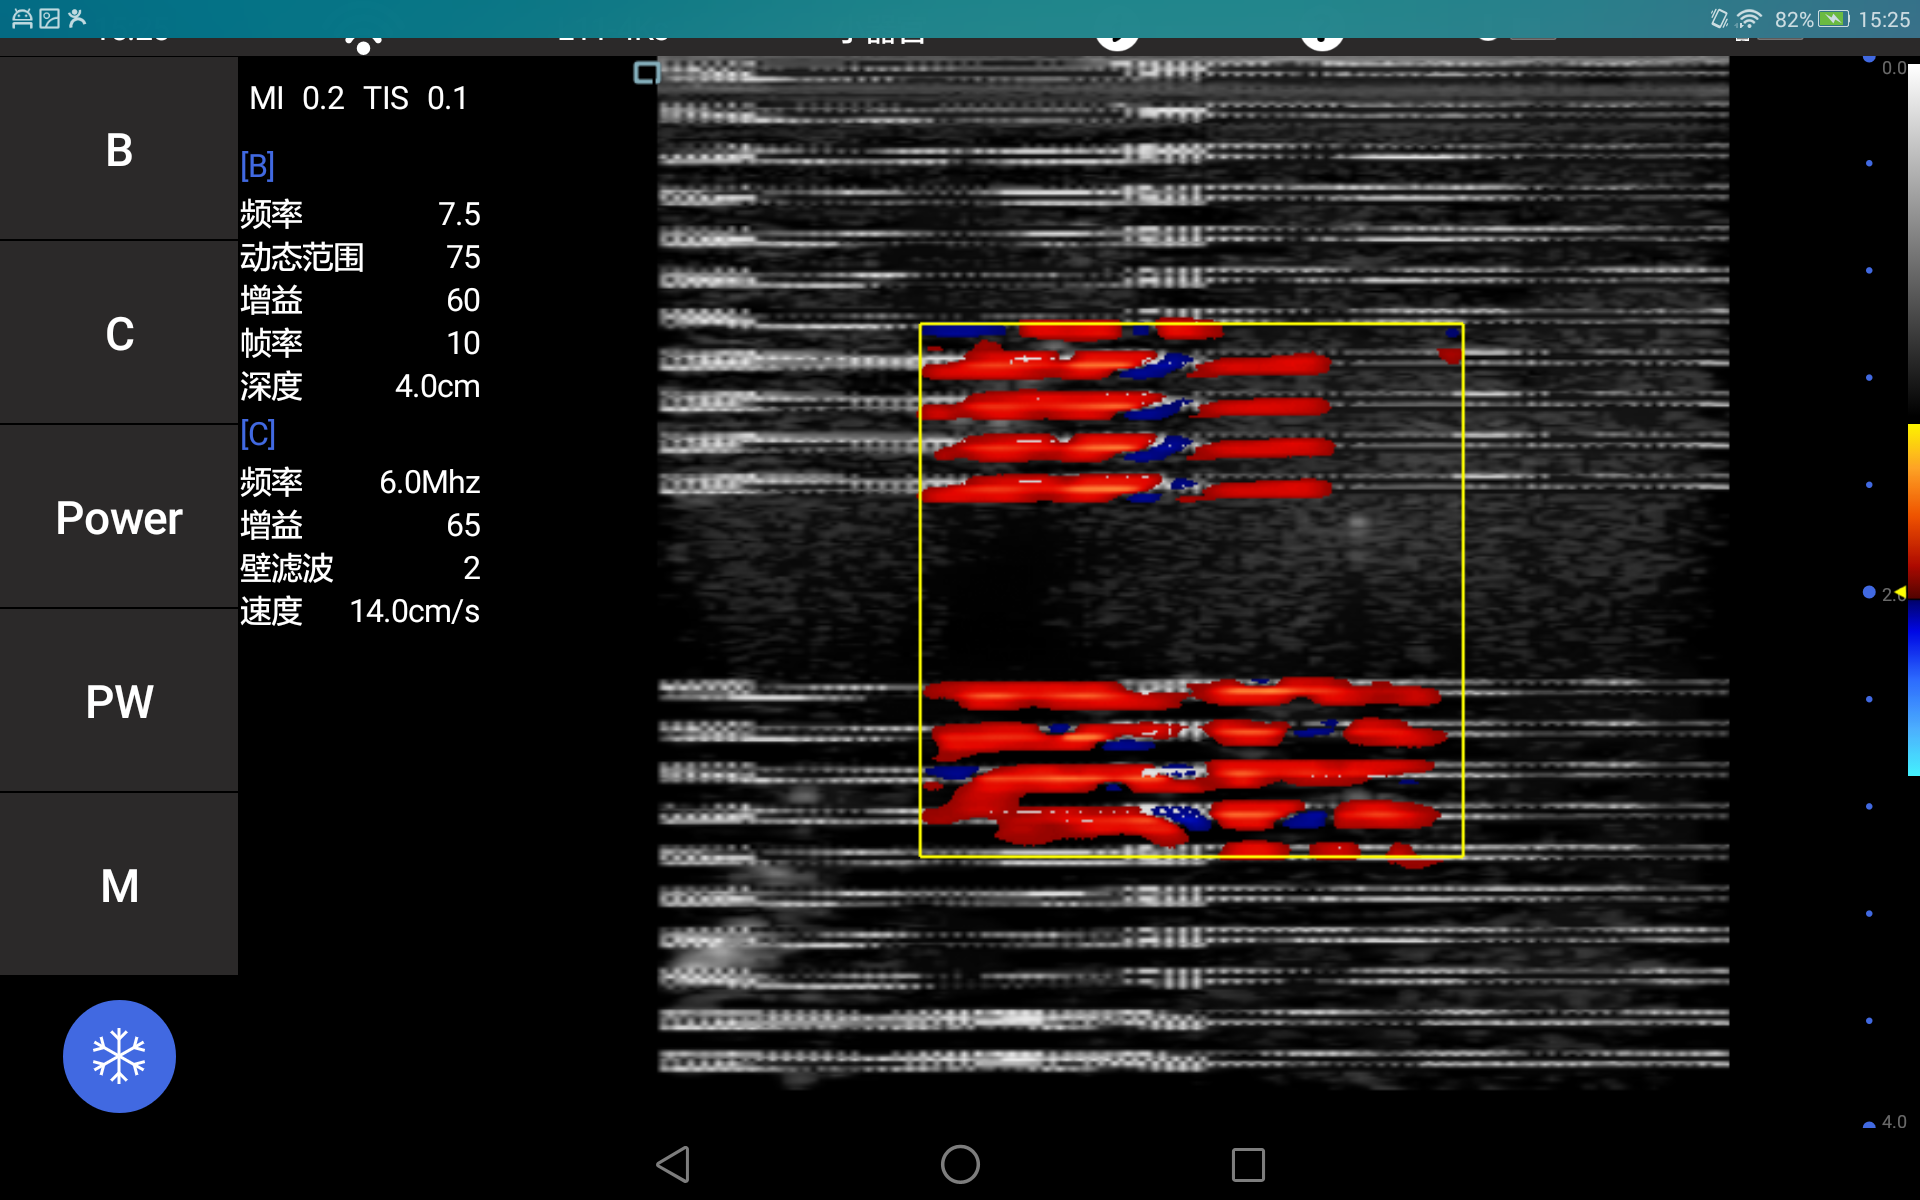 82% 15:25
MI 0.2 TIS 0.1
[B]
频率 7.5
动态范围 75
增益 60
帧率 10
深度 4.0cm
[C]
频率 6.0Mhz
增益 65
壁滤波 2
速度 14.0cm/s
B
C
Power
PW
M
0.0
4.0